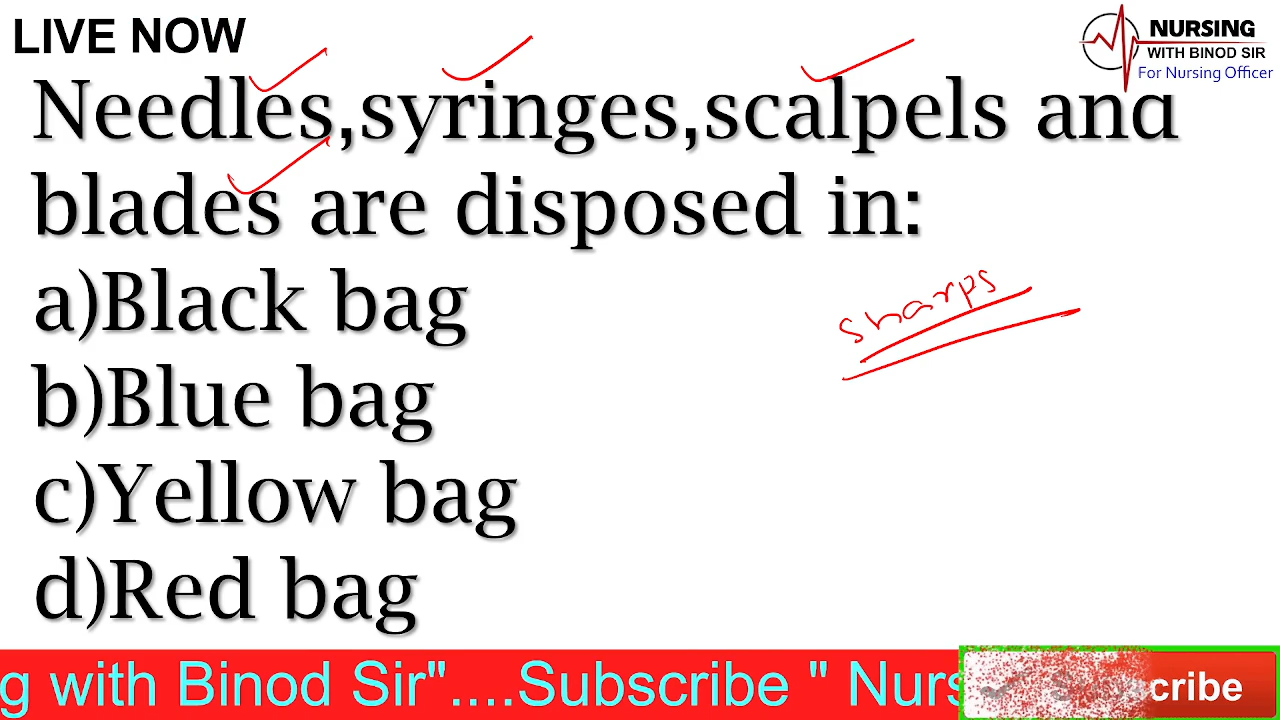 LIVE NOW
NURSING
WITH BINOD SIR
For Nursing Officer
Needles,syringes,scalpels and
blades are disposed in:
sharps
a)Black bag
b)Blue bag
c)Yellow bag
d)Red bag
g with Binod Sir"....Subscribe " Nurs
cribe